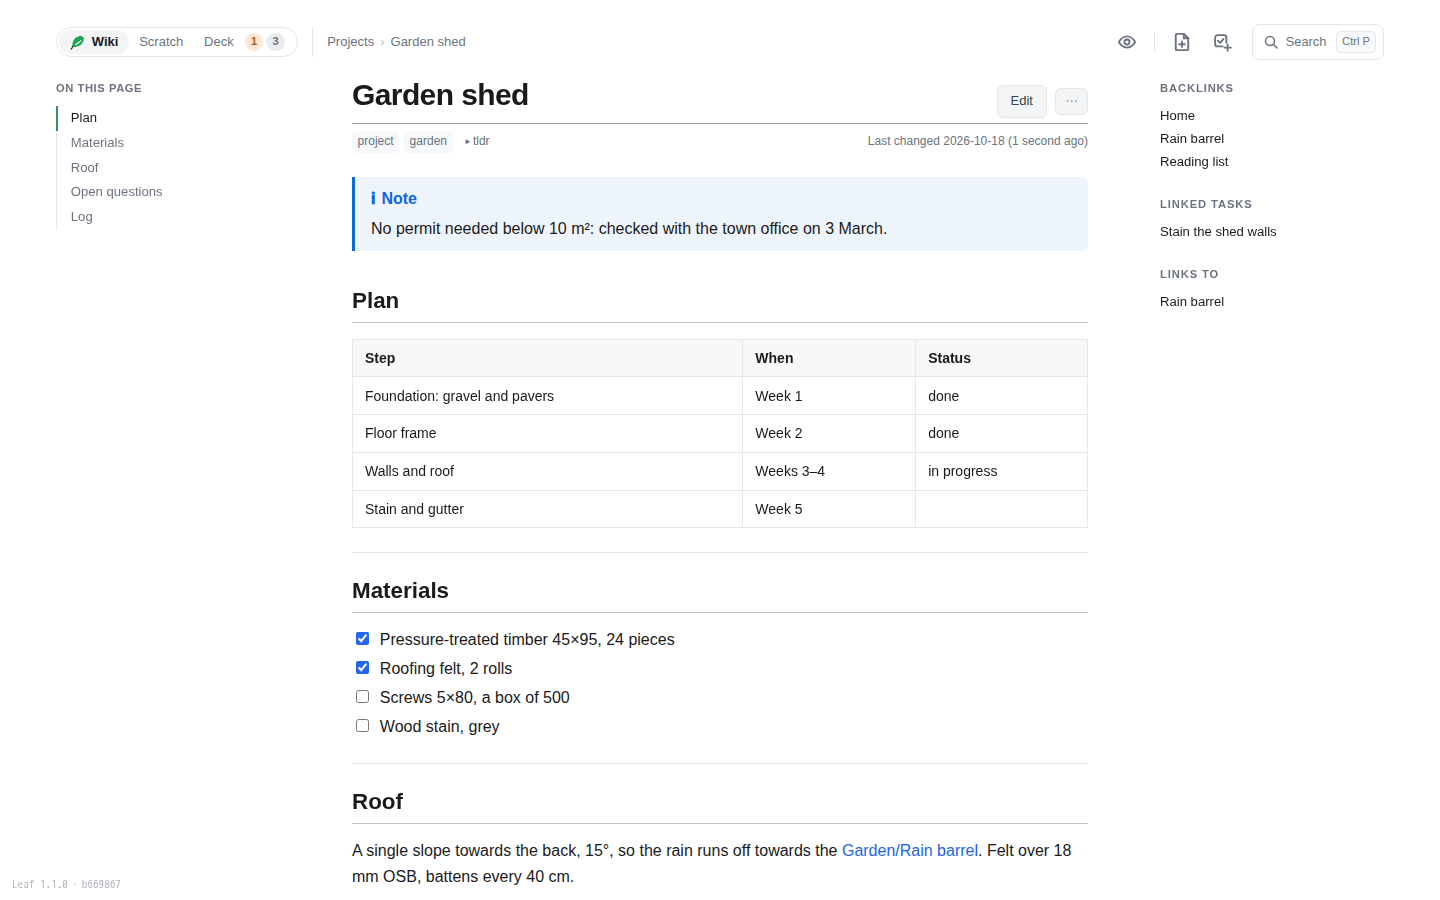 Wiki Scratch Deck 1 3 Projects › Garden shed Search Ctrl P
ON THIS PAGE
Plan
Materials
Roof
Open questions
Log
Garden shed
Edit ···
project garden ▸ tldr Last changed 2026-10-18 (1 second ago)
Note
No permit needed below 10 m²: checked with the town office on 3 March.
Plan
Step When Status
Foundation: gravel and pavers Week 1 done
Floor frame Week 2 done
Walls and roof Weeks 3–4 in progress
Stain and gutter Week 5
Materials
Pressure-treated timber 45×95, 24 pieces
Roofing felt, 2 rolls
Screws 5×80, a box of 500
Wood stain, grey
Roof
A single slope towards the back, 15°, so the rain runs off towards the Garden/Rain barrel. Felt over 18
mm OSB, battens every 40 cm.
BACKLINKS
Home
Rain barrel
Reading list
LINKED TASKS
Stain the shed walls
LINKS TO
Rain barrel
Leaf 1.1.0 · b669867